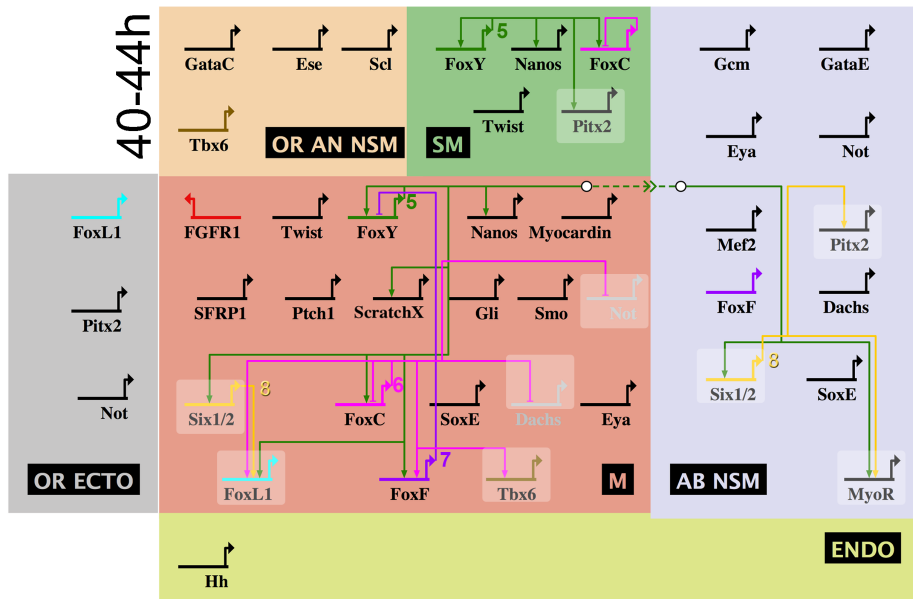 40-44h
GataC
Ese
Scl
Tbx6
OR AN NSM
5
FoxY
Nanos
FoxC
Twist
Pitx2
SM
Gcm
GataE
Eya
Not
FoxL1
Pitx2
Not
OR ECTO
FGFR1
Twist
FoxY
5
Nanos
Myocardin
SFRP1
Ptch1
ScratchX
Gli
Smo
Not
Six1/2
8
FoxC
6
SoxE
Dachs
Eya
FoxL1
FoxF
7
Tbx6
M
Mef2
Pitx2
FoxF
Dachs
Six1/2
8
SoxE
AB NSM
MyoR
Hh
ENDO